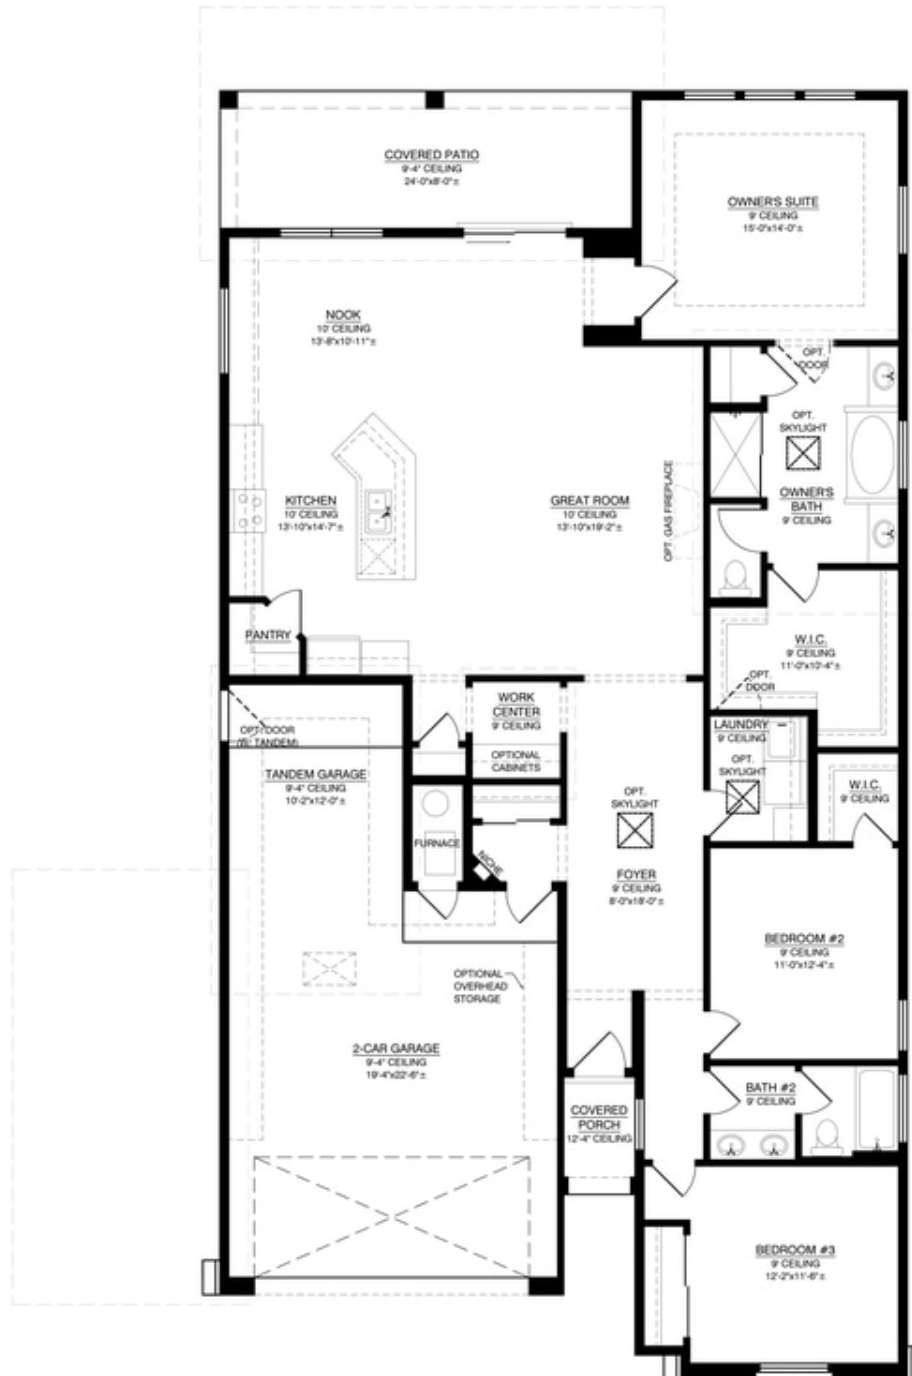 COVERED PATIO
9'-4" CEILING
24'-0"x8'-0"±
OWNER'S SUITE
9' CEILING
15'-0"x14'-0"±
NOOK
10' CEILING
13'-8"x10'-11"±
OPT.
DOOR
OPT.
SKYLIGHT
OWNER'S
BATH
9' CEILING
KITCHEN
10' CEILING
13'-10"x14'-7"±
GREAT ROOM
10' CEILING
13'-10"x19'-2"±
OPT. GAS FIREPLACE
PANTRY
W.I.C.
9' CEILING
11'-0"x10'-4"±
OPT.
DOOR
WORK
CENTER
9' CEILING
OPTIONAL
CABINETS
LAUNDRY
9' CEILING
OPT.
SKYLIGHT
OPT. DOOR
(W/ TANDEM)
TANDEM GARAGE
9'-4" CEILING
10'-2"x12'-0"±
W.I.C.
9' CEILING
OPT.
SKYLIGHT
FURNACE
NICHE
FOYER
9' CEILING
8'-0"x18'-0"±
BEDROOM #2
9' CEILING
11'-0"x12'-4"±
OPTIONAL
OVERHEAD
STORAGE
2-CAR GARAGE
9'-4" CEILING
19'-4"x22'-6"±
BATH #2
9' CEILING
COVERED
PORCH
12'-4" CEILING
BEDROOM #3
9' CEILING
12'-2"x11'-6"±